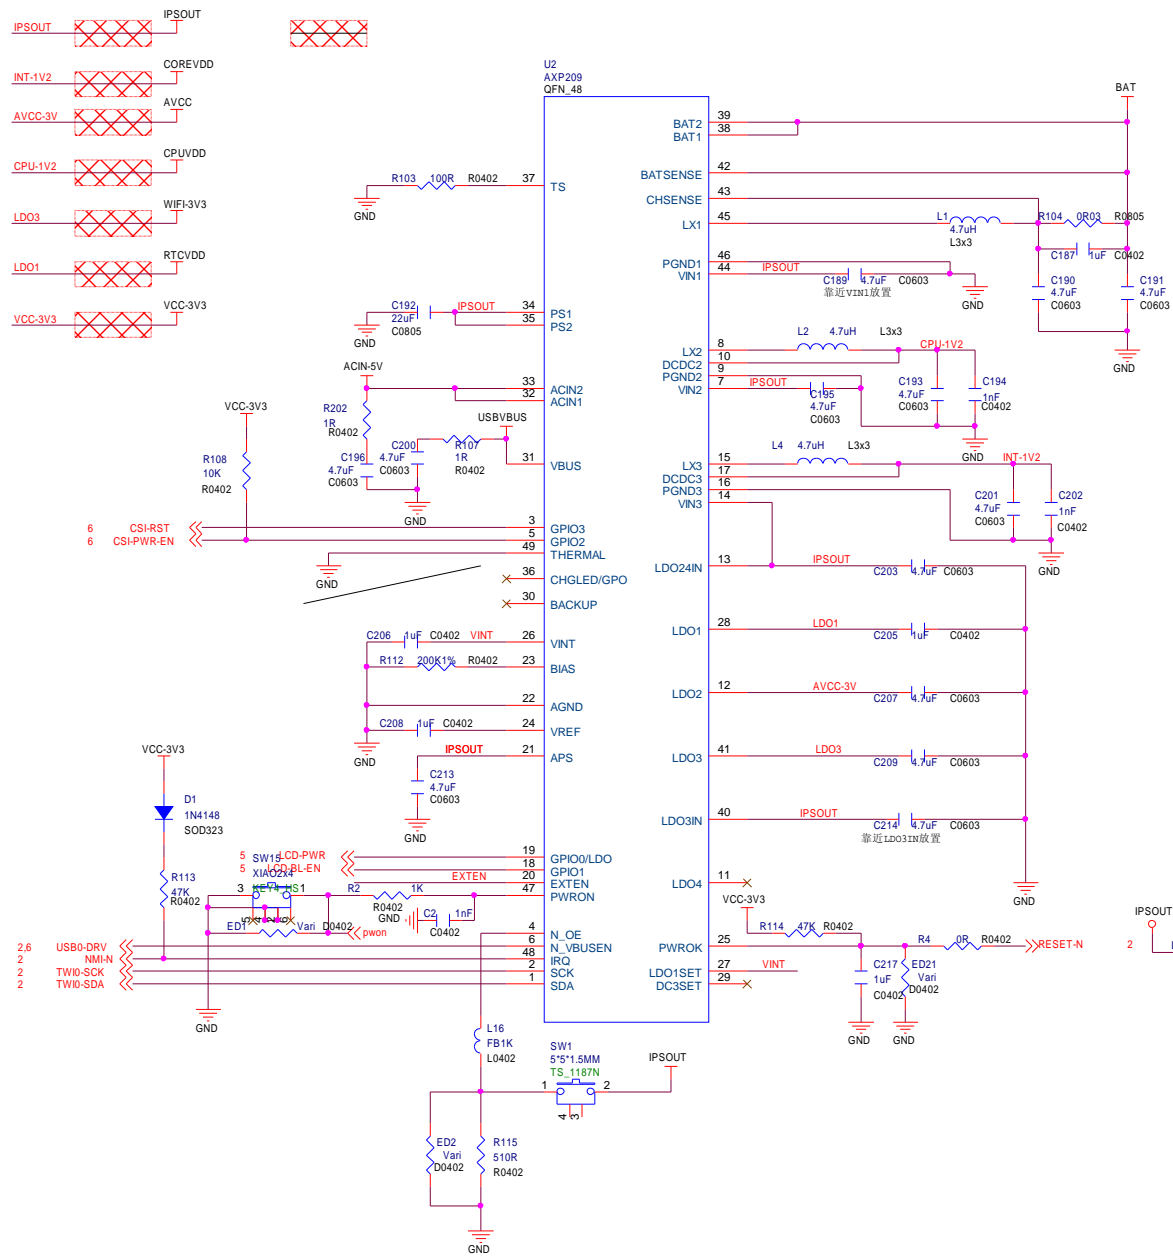 IPSOUT
IPSOUT
INT-1V2
COREVDD
AVCC-3V
AVCC
CPU-1V2
CPUVDD
LDO3
WIFI-3V3
LDO1
RTCVDD
VCC-3V3
VCC-3V3
U2
AXP209
QFN_48
R103 100R R0402 37 TS
GND
C192 IPSOUT 34 PS1
22uF 35 PS2
C0805
GND
ACIN-5V
33 ACIN2
32 ACIN1
R202
1R
R0402
USBVBUS
C200 R107
4.7uF 1R
C0603 R0402
C196
4.7uF
C0603
31 VBUS
GND
VCC-3V3
R108
10K
R0402
6 CSI-RST 3 GPIO3
6 CSI-PWR-EN 5 GPIO2
49 THERMAL
GND
36 CHGLED/GPO
30 BACKUP
C206 1uF C0402 VINT 26 VINT
R112 200K1% R0402 23 BIAS
22 AGND
C208 1uF C0402 24 VREF
GND
IPSOUT 21 APS
C213
4.7uF
C0603
GND
VCC-3V3
D1
1N4148
SOD323
R113
47K
R0402
5 LCD-PWR 19 GPIO0/LDO
5 LCD-BL-EN 18 GPIO1
EXTEN 20 EXTEN
47 PWRON
SW15
XIAO2x4
KEY4_HS
3 1
5 4 2 6
R2 1K
R0402
GND C2 1nF
C0402
ED1 Vari D0402 pwon
4 N_OE
2,6 USB0-DRV 6 N_VBUSEN
2 NMI-N 48 IRQ
2 TWI0-SCK 2 SCK
2 TWI0-SDA 1 SDA
GND
L16
FB1K
L0402
SW1
5*5*1.5MM
TS_1187N
1 2
4 3
IPSOUT
ED2
Vari
D0402
R115
510R
R0402
GND
BAT
BAT2 39
BAT1 38
BATSENSE 42
CHSENSE 43
LX1 45
L1
4.7uH
L3x3
R104 0R03 R0805
C187 1uF C0402
PGND1 46
VIN1 44 IPSOUT
C189 4.7uF C0603
靠近VIN1放置
GND
C190
4.7uF
C0603
C191
4.7uF
C0603
GND
L2 4.7uH L3x3
LX2 8 CPU-1V2
DCDC2 10
PGND2 9
VIN2 7 IPSOUT
C195
4.7uF
C0603
C193
4.7uF
C0603
C194
1nF
C0402
GND
L4 4.7uH L3x3
LX3 15 INT-1V2
DCDC3 17
PGND3 16
VIN3 14
C201
4.7uF
C0603
C202
1nF
C0402
GND
LDO24IN 13 IPSOUT
C203 4.7uF C0603
LDO1 28 LDO1
C205 1uF C0402
LDO2 12 AVCC-3V
C207 4.7uF C0603
LDO3 41 LDO3
C209 4.7uF C0603
LDO3IN 40 IPSOUT
C214 4.7uF C0603
靠近LDO3IN放置
LDO4 11
GND
VCC-3V3
R114 47K R0402
PWROK 25
R4 0R R0402 RESET-N 2
LDO1SET 27 VINT
DC3SET 29
C217
1uF
C0402
ED21
Vari
D0402
GND
GND
IPSOUT